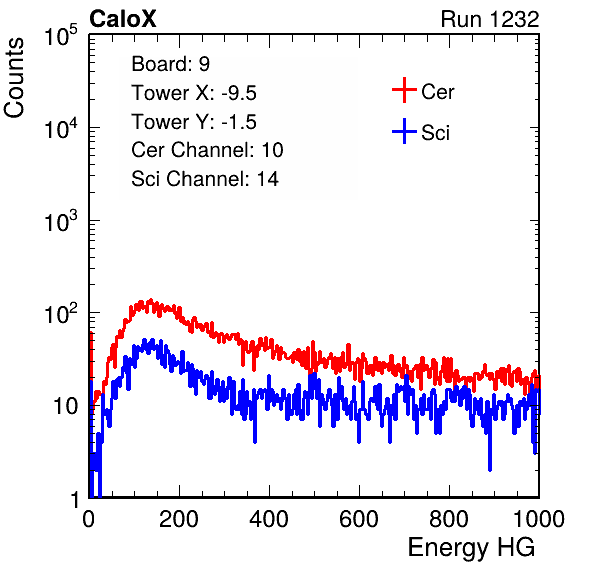 CaloX Run 1232
Counts
10^5
10^4
10^3
10^2
10
1
Board: 9
Tower X: -9.5
Tower Y: -1.5
Cer Channel: 10
Sci Channel: 14
Cer
Sci
0 200 400 600 800 1000
Energy HG